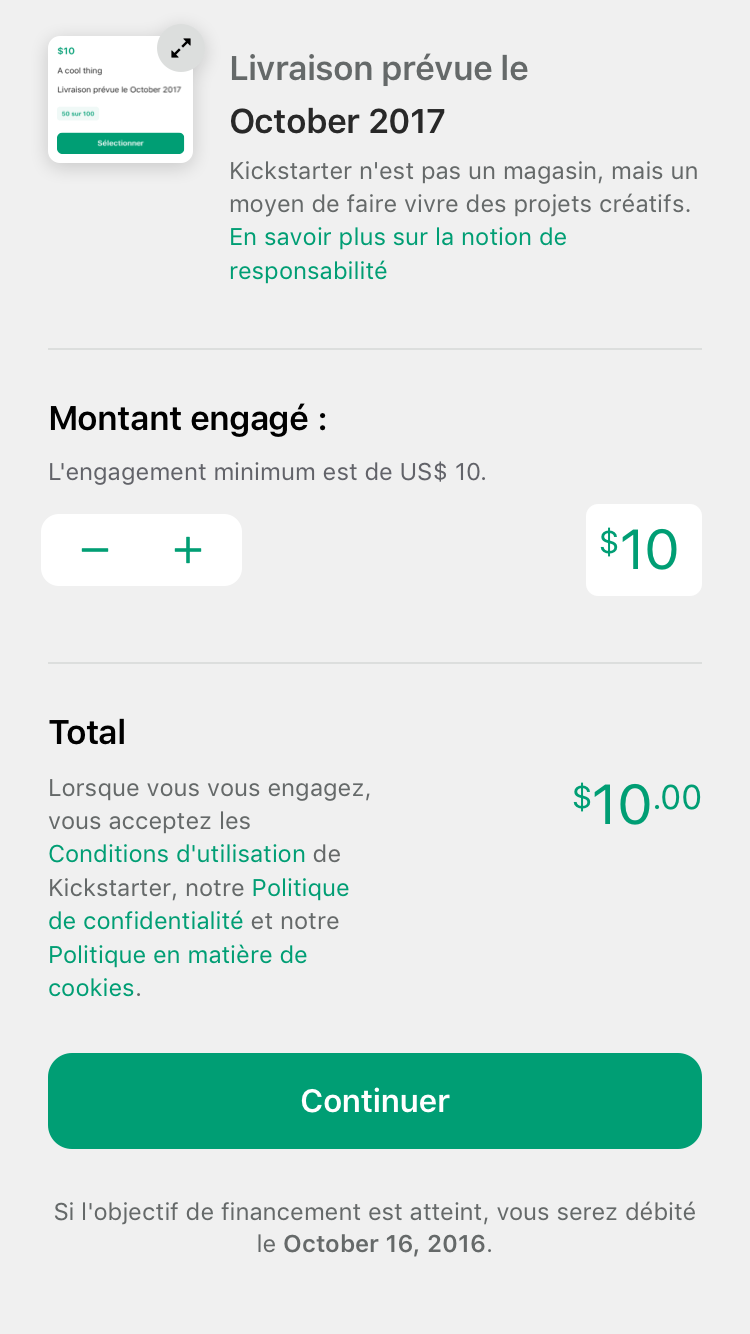 $10
A cool thing
Livraison prévue le October 2017
50 sur 100
Sélectionner
Livraison prévue le
October 2017
Kickstarter n'est pas un magasin, mais un
moyen de faire vivre des projets créatifs.
En savoir plus sur la notion de
responsabilité
Montant engagé :
L'engagement minimum est de US$ 10.
$10
Total
Lorsque vous vous engagez,
vous acceptez les
Conditions d'utilisation de
Kickstarter, notre Politique
de confidentialité et notre
Politique en matière de
cookies.
$10.00
Continuer
Si l'objectif de financement est atteint, vous serez débité
le October 16, 2016.